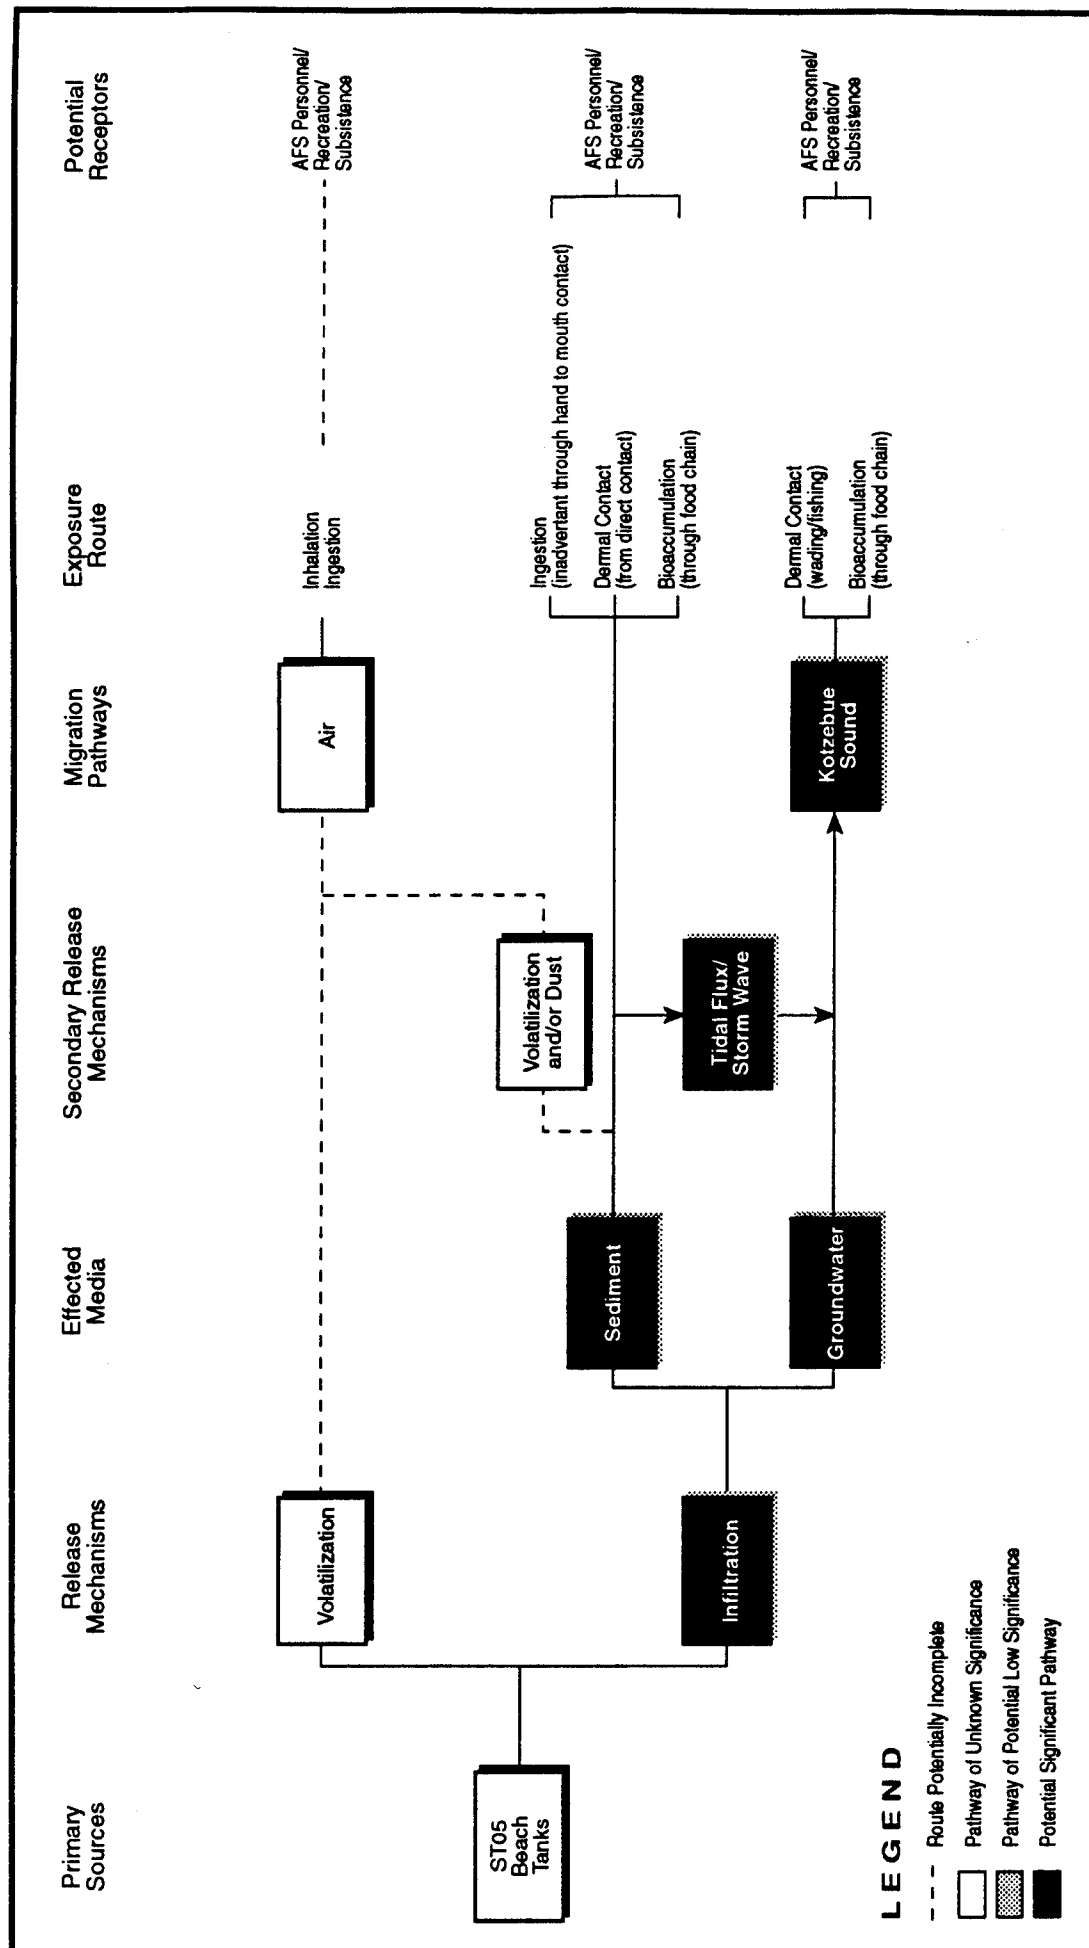 Primary
Sources
Release
Mechanisms
Effected
Media
Secondary Release
Mechanisms
Migration
Pathways
Exposure
Route
Potential
Receptors
ST05
Beach
Tanks
Volatilization
Air
Inhalation
Ingestion
AFS Personnel/
Recreation/
Subsistence
Volatilization
and/or Dust
Infiltration
Sediment
Ingestion
(inadvertant through hand to mouth contact)
Dermal Contact
(from direct contact)
Bioaccumulation
(through food chain)
AFS Personnel/
Recreation/
Subsistence
Tidal Flux/
Storm Wave
Groundwater
Kotzebue
Sound
Dermal Contact
(wading/fishing)
Bioaccumulation
(through food chain)
AFS Personnel/
Recreation/
Subsistence
LEGEND
Route Potentially Incomplete
Pathway of Unknown Significance
Pathway of Potential Low Significance
Potential Significant Pathway